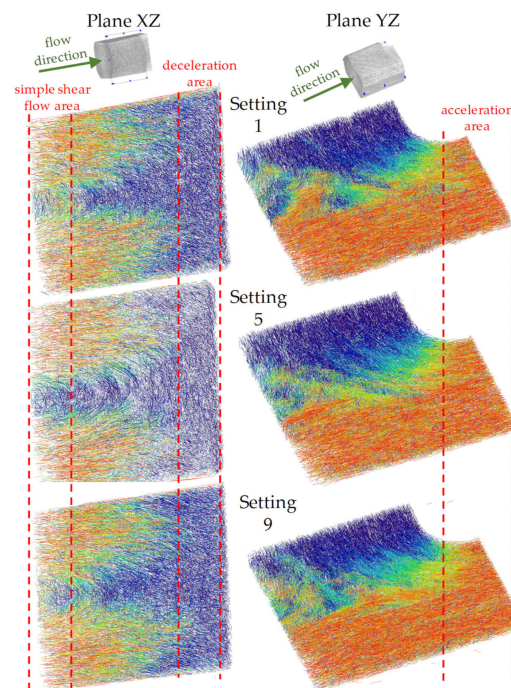 Plane XZ
Plane YZ
flow
direction
flow
direction
simple shear
flow area
deceleration
area
Setting
1
acceleration
area
Setting
5
Setting
9